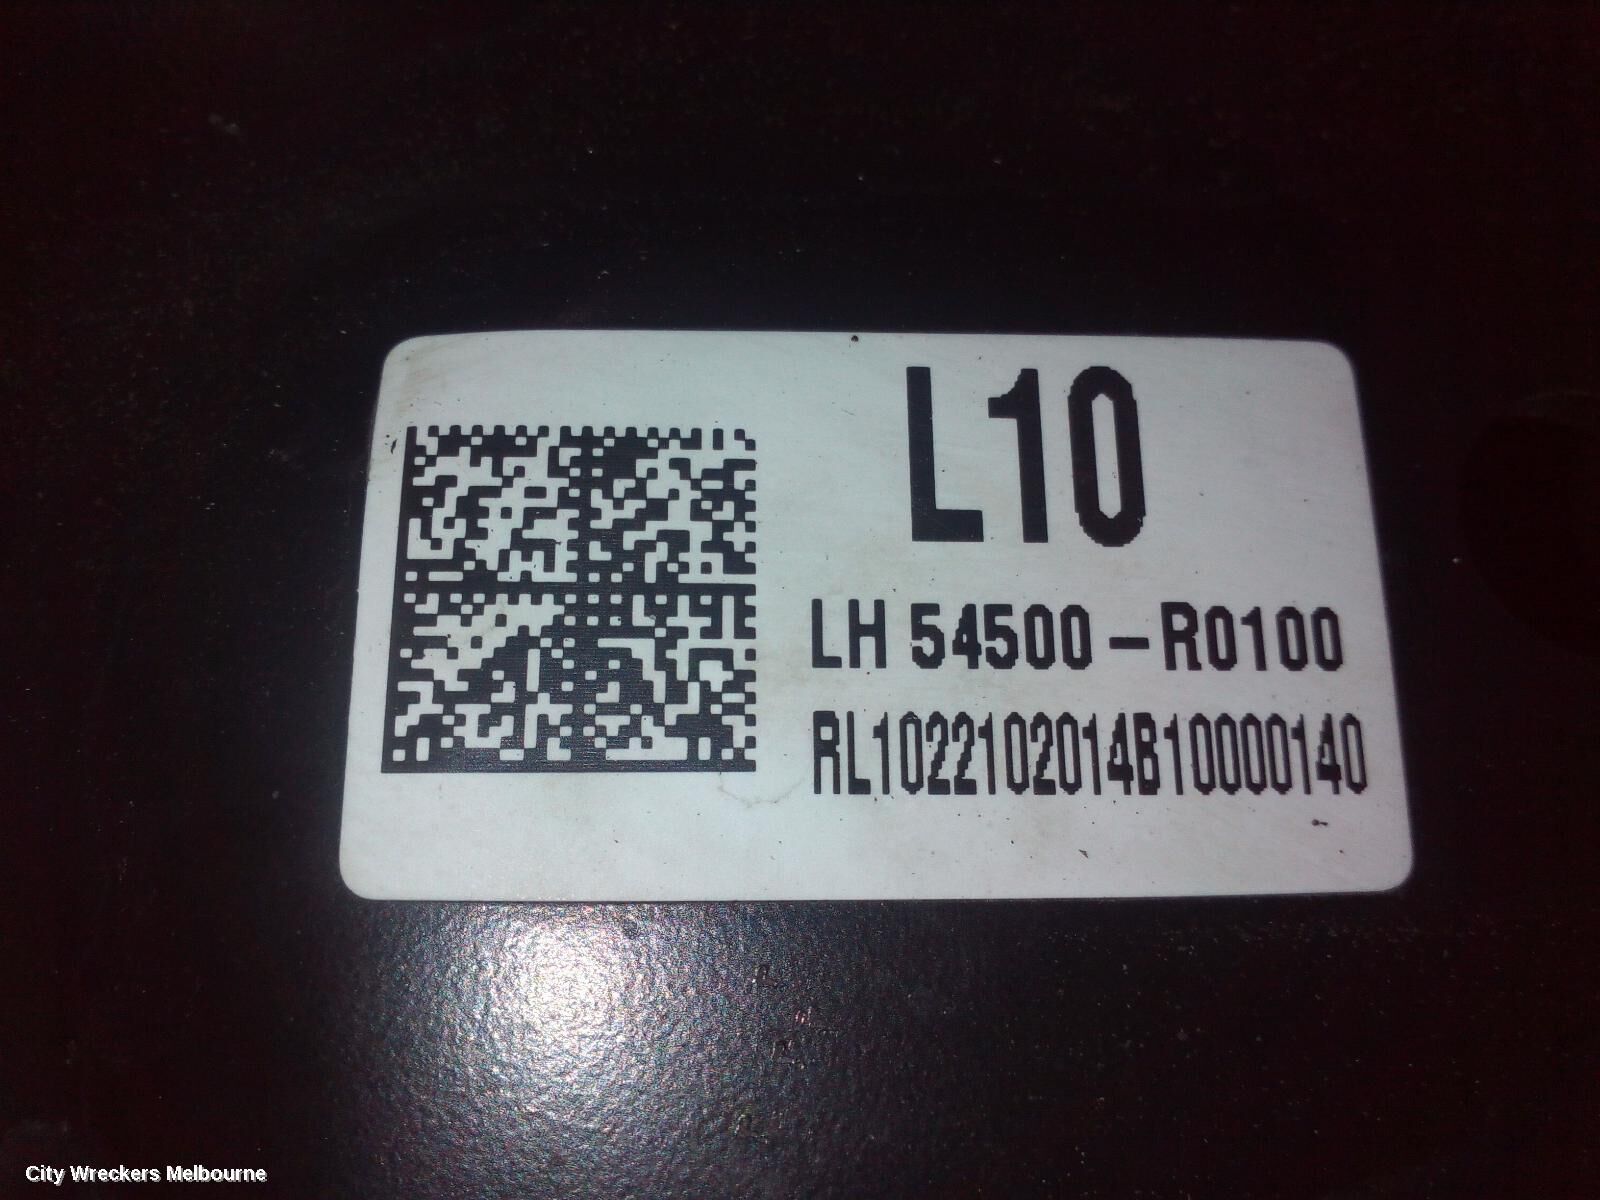 L10
LH 54500-R0100
RL1022102014B10000140
City Wreckers Melbourne